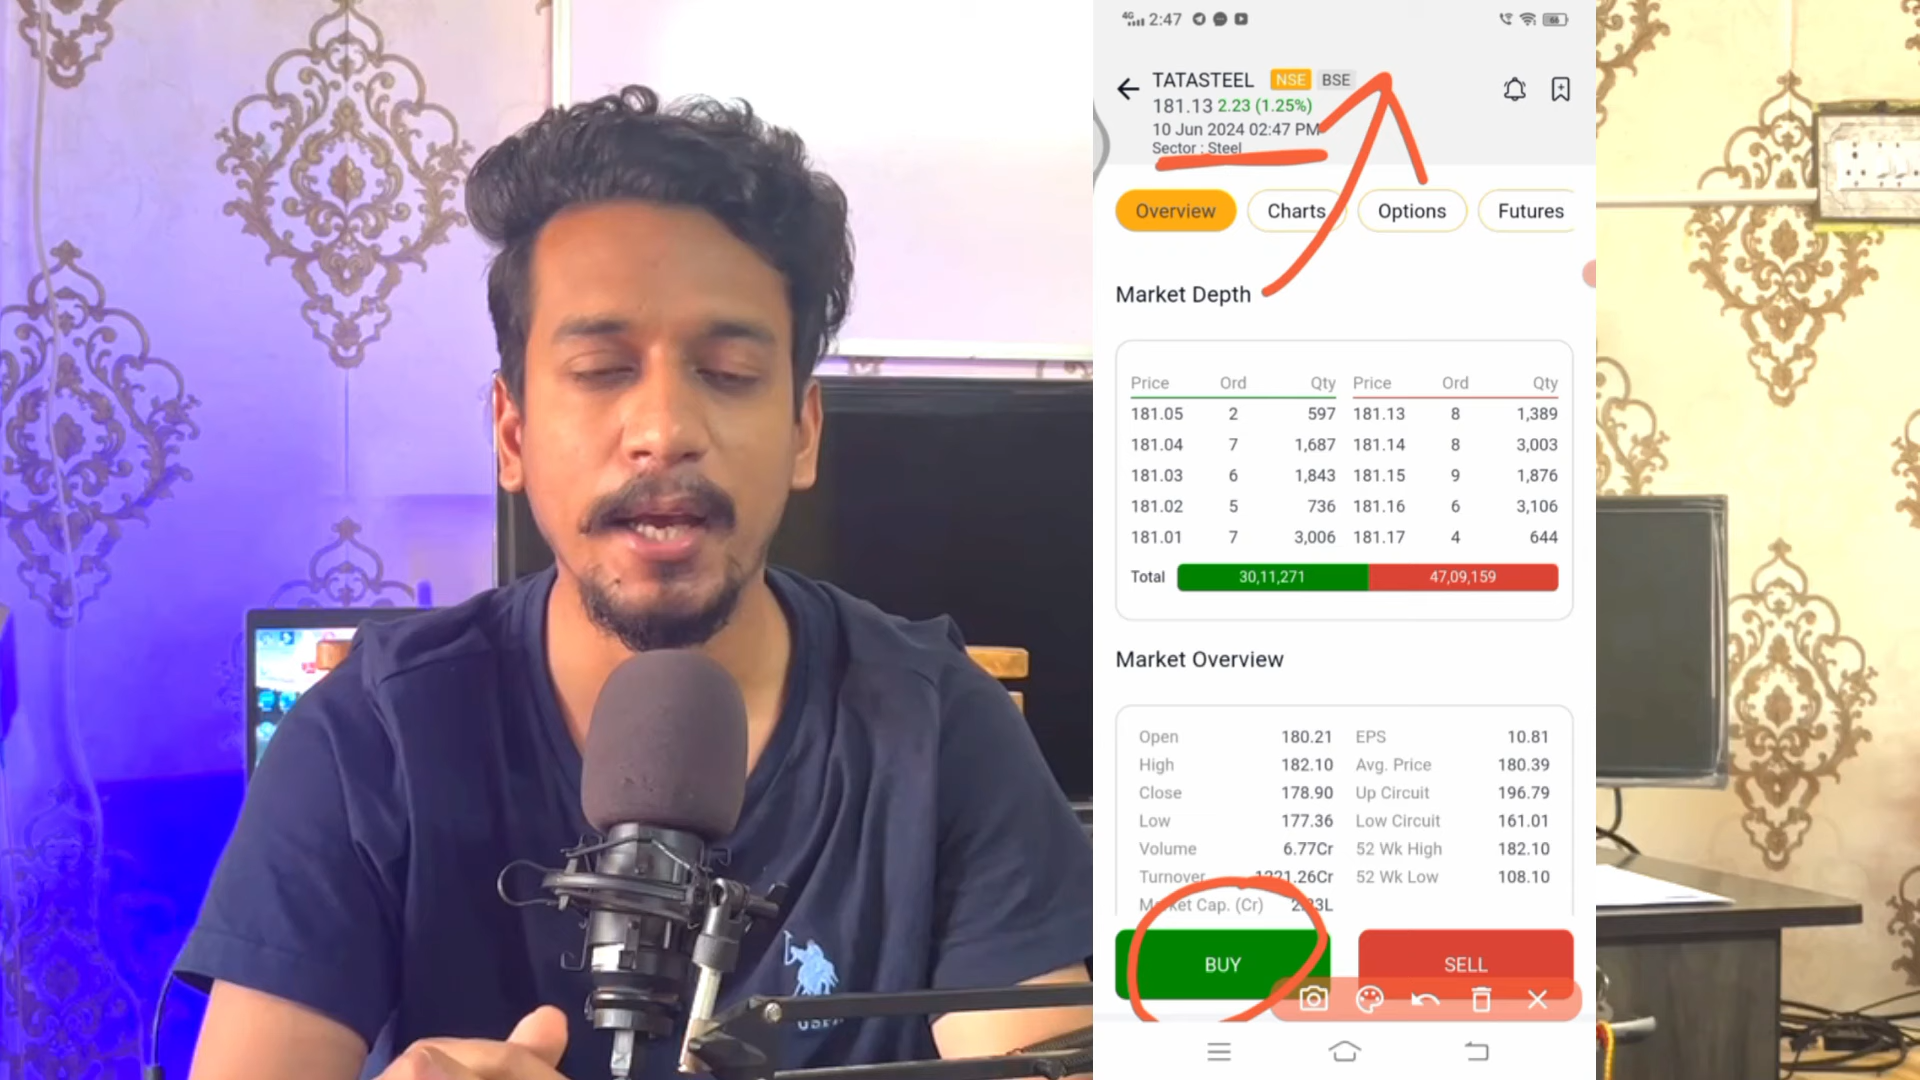 4G 2:47 66
TATASTEEL NSE BSE
181.13 2.23 (1.25%)
10 Jun 2024 02:47 PM
Sector : Steel
Overview Charts Options Futures
Market Depth
Price Ord Qty Price Ord Qty
181.05 2 597 181.13 8 1,389
181.04 7 1,687 181.14 8 3,003
181.03 6 1,843 181.15 9 1,876
181.02 5 736 181.16 6 3,106
181.01 7 3,006 181.17 4 644
Total 30,11,271 47,09,159
Market Overview
Open 180.21 EPS 10.81
High 182.10 Avg. Price 180.39
Close 178.90 Up Circuit 196.79
Low 177.36 Low Circuit 161.01
Volume 6.77Cr 52 Wk High 182.10
Turnover 52 Wk Low 108.10
Market Cap. (Cr)
BUY SELL